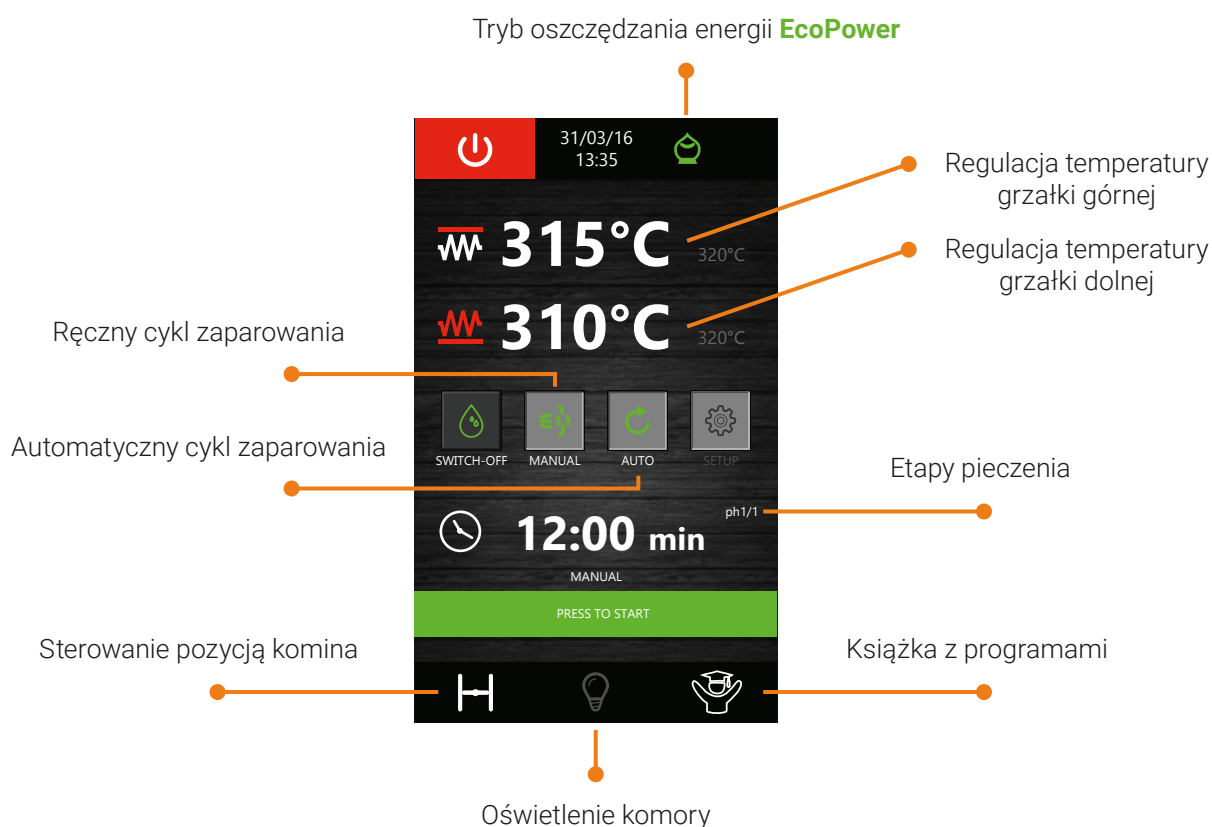 Tryb oszczędzania energii EcoPower
31/03/16
13:35
Regulacja temperatury
grzałki górnej
315°C
320°C
Regulacja temperatury
grzałki dolnej
310°C
320°C
Ręczny cykl zaparowania
Automatyczny cykl zaparowania
SWITCH-OFF
MANUAL
AUTO
SETUP
Etapy pieczenia
ph1/1
12:00 min
MANUAL
PRESS TO START
Sterowanie pozycją komina
Książka z programami
Oświetlenie komory